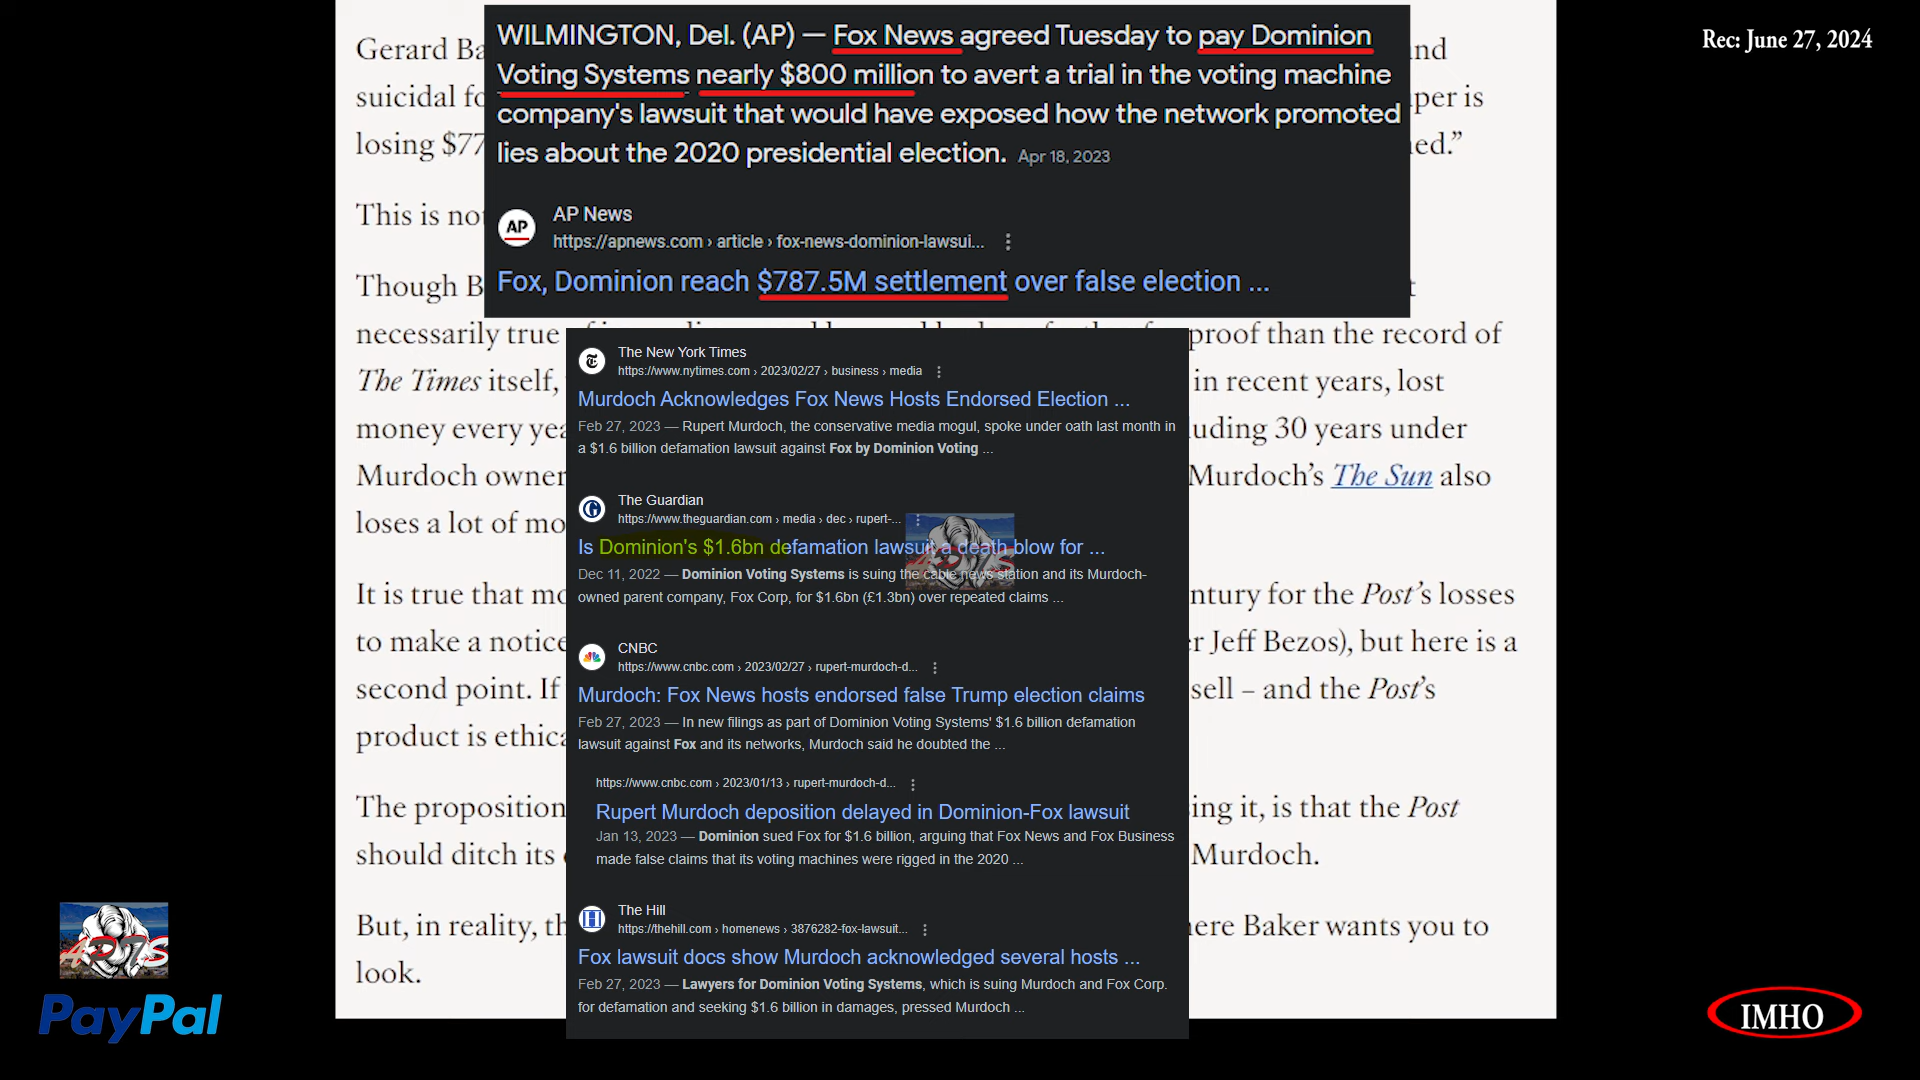 Rec: June 27, 2024
WILMINGTON, Del. (AP) — Fox News agreed Tuesday to pay Dominion
Voting Systems nearly $800 million to avert a trial in the voting machine
company's lawsuit that would have exposed how the network promoted
lies about the 2020 presidential election. Apr 18, 2023
AP
AP News
https://apnews.com › article › fox-news-dominion-lawsui...
Fox, Dominion reach $787.5M settlement over false election ...
The New York Times
https://www.nytimes.com › 2023/02/27 › business › media
Murdoch Acknowledges Fox News Hosts Endorsed Election ...
Feb 27, 2023 — Rupert Murdoch, the conservative media mogul, spoke under oath last month in
a $1.6 billion defamation lawsuit against Fox by Dominion Voting ...
The Guardian
https://www.theguardian.com › media › dec › rupert-...
Is Dominion's $1.6bn defamation lawsuit a death blow for ...
Dec 11, 2022 — Dominion Voting Systems is suing the cable news station and its Murdoch-
owned parent company, Fox Corp, for $1.6bn (£1.3bn) over repeated claims ...
CNBC
https://www.cnbc.com › 2023/02/27 › rupert-murdoch-d...
Murdoch: Fox News hosts endorsed false Trump election claims
Feb 27, 2023 — In new filings as part of Dominion Voting Systems' $1.6 billion defamation
lawsuit against Fox and its networks, Murdoch said he doubted the ...
https://www.cnbc.com › 2023/01/13 › rupert-murdoch-d...
Rupert Murdoch deposition delayed in Dominion-Fox lawsuit
Jan 13, 2023 — Dominion sued Fox for $1.6 billion, arguing that Fox News and Fox Business
made false claims that its voting machines were rigged in the 2020 ...
The Hill
https://thehill.com › homenews › 3876282-fox-lawsuit...
Fox lawsuit docs show Murdoch acknowledged several hosts ...
Feb 27, 2023 — Lawyers for Dominion Voting Systems, which is suing Murdoch and Fox Corp.
for defamation and seeking $1.6 billion in damages, pressed Murdoch ...
Gerard
suicidal
losing
This is
Though
necessarily true proof than the record of
The Times itself, in recent years, lost
money every 30 years under
Murdoch Murdoch's The Sun also
loses a lot of
It is true that for the Post's losses
to make a Jeff Bezos), but here is a
second point. If sell – and the Post's
product is
The proposition it, is that the Post
should ditch its Murdoch.
But, in reality, Baker wants you to
look.
PayPal
IMHO